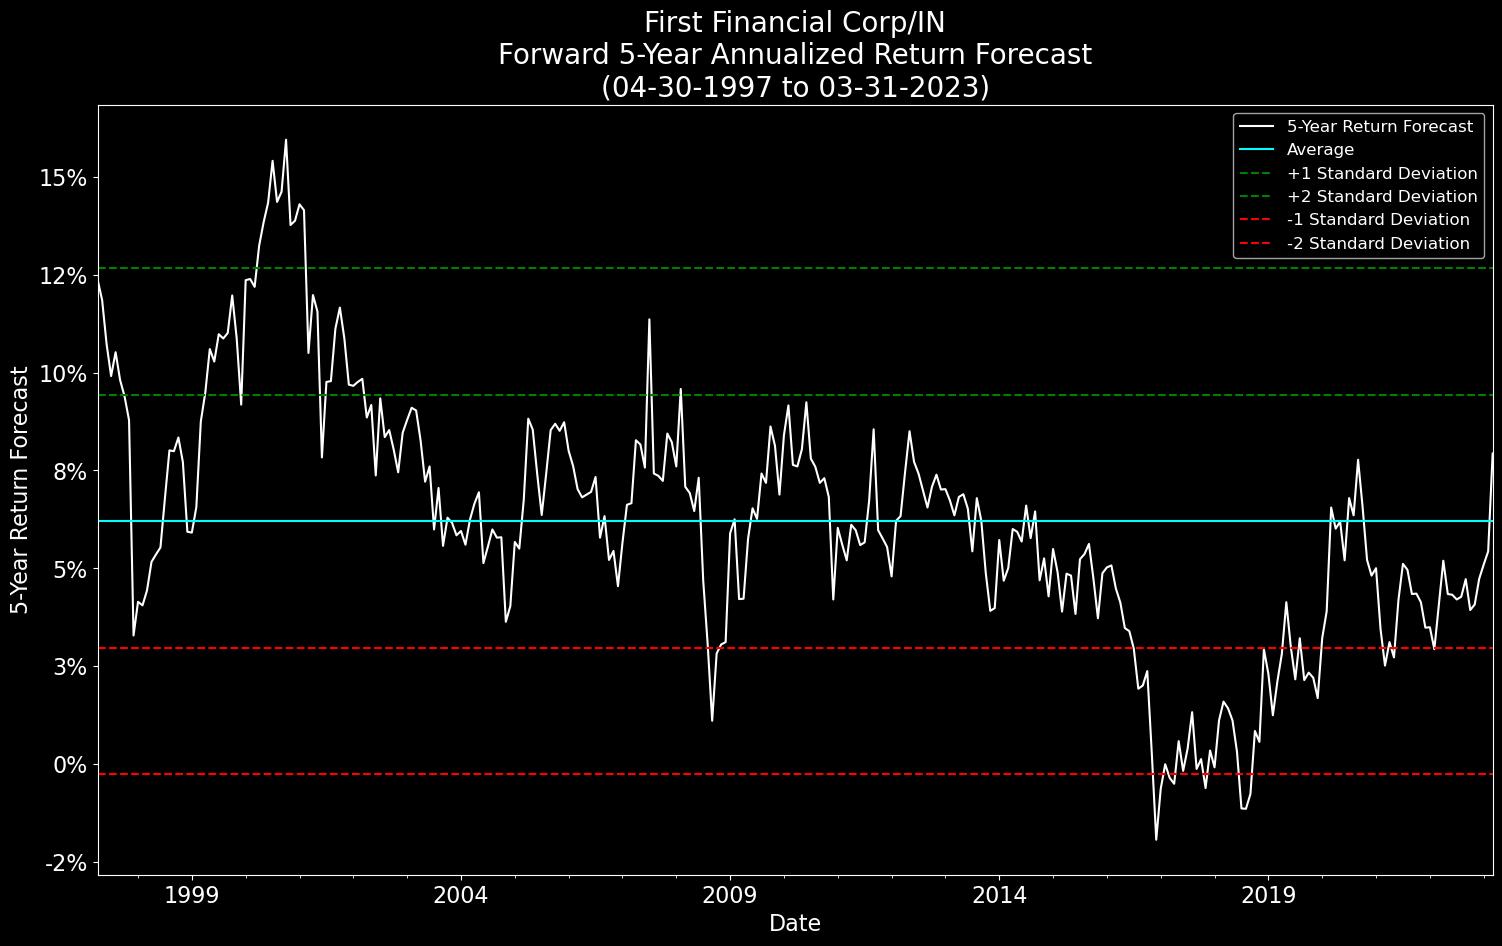 First Financial Corp/IN
Forward 5-Year Annualized Return Forecast
(04-30-1997 to 03-31-2023)
5-Year Return Forecast
Average
+1 Standard Deviation
+2 Standard Deviation
-1 Standard Deviation
-2 Standard Deviation
15%
12%
10%
8%
5%
3%
0%
-2%
5-Year Return Forecast
1999 2004 2009 2014 2019
Date